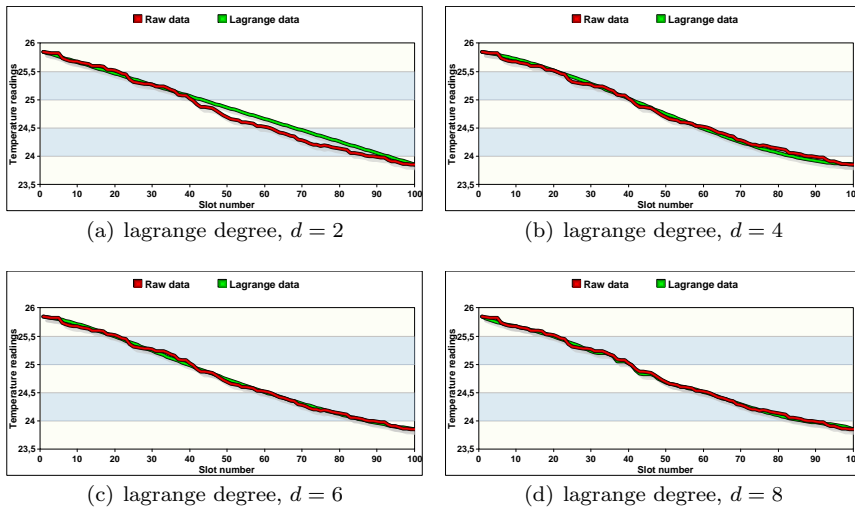 Raw data Lagrange data
Temperature readings
26
25,5
25
24,5
24
23,5
0 10 20 30 40 50 60 70 80 90 100
Slot number
(a) lagrange degree, d = 2
Raw data Lagrange data
Temperature readings
26
25,5
25
24,5
24
23,5
0 10 20 30 40 50 60 70 80 90 100
Slot number
(b) lagrange degree, d = 4
Raw data Lagrange data
Temperature readings
26
25,5
25
24,5
24
23,5
0 10 20 30 40 50 60 70 80 90 100
Slot number
(c) lagrange degree, d = 6
Raw data Lagrange data
Temperature readings
26
25,5
25
24,5
24
23,5
0 10 20 30 40 50 60 70 80 90 100
Slot number
(d) lagrange degree, d = 8